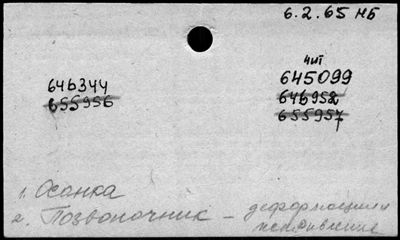 6.2.65 НБ
646344
655956
чит
645099
646952
655957
1. Осанка
2. Позвоночник – деформации
искривление